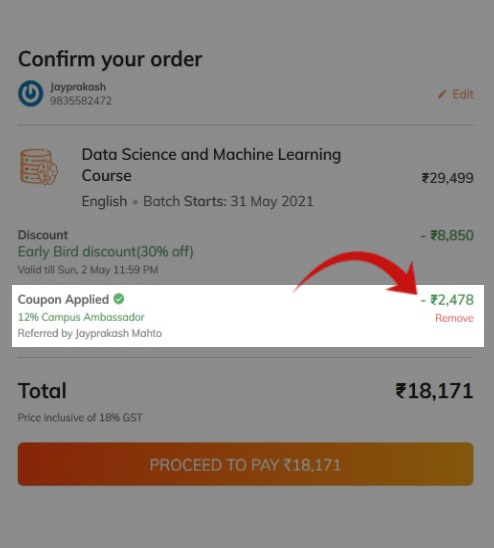 Confirm your order
Jayprakash
9835582472
Edit
Data Science and Machine Learning
Course
₹29,499
English • Batch Starts: 31 May 2021
Discount
- ₹8,850
Early Bird discount(30% off)
Valid till Sun, 2 May 11:59 PM
Coupon Applied
- ₹2,478
12% Campus Ambassador
Remove
Referred by Jayprakash Mahto
Total
₹18,171
Price inclusive of 18% GST
PROCEED TO PAY ₹18,171